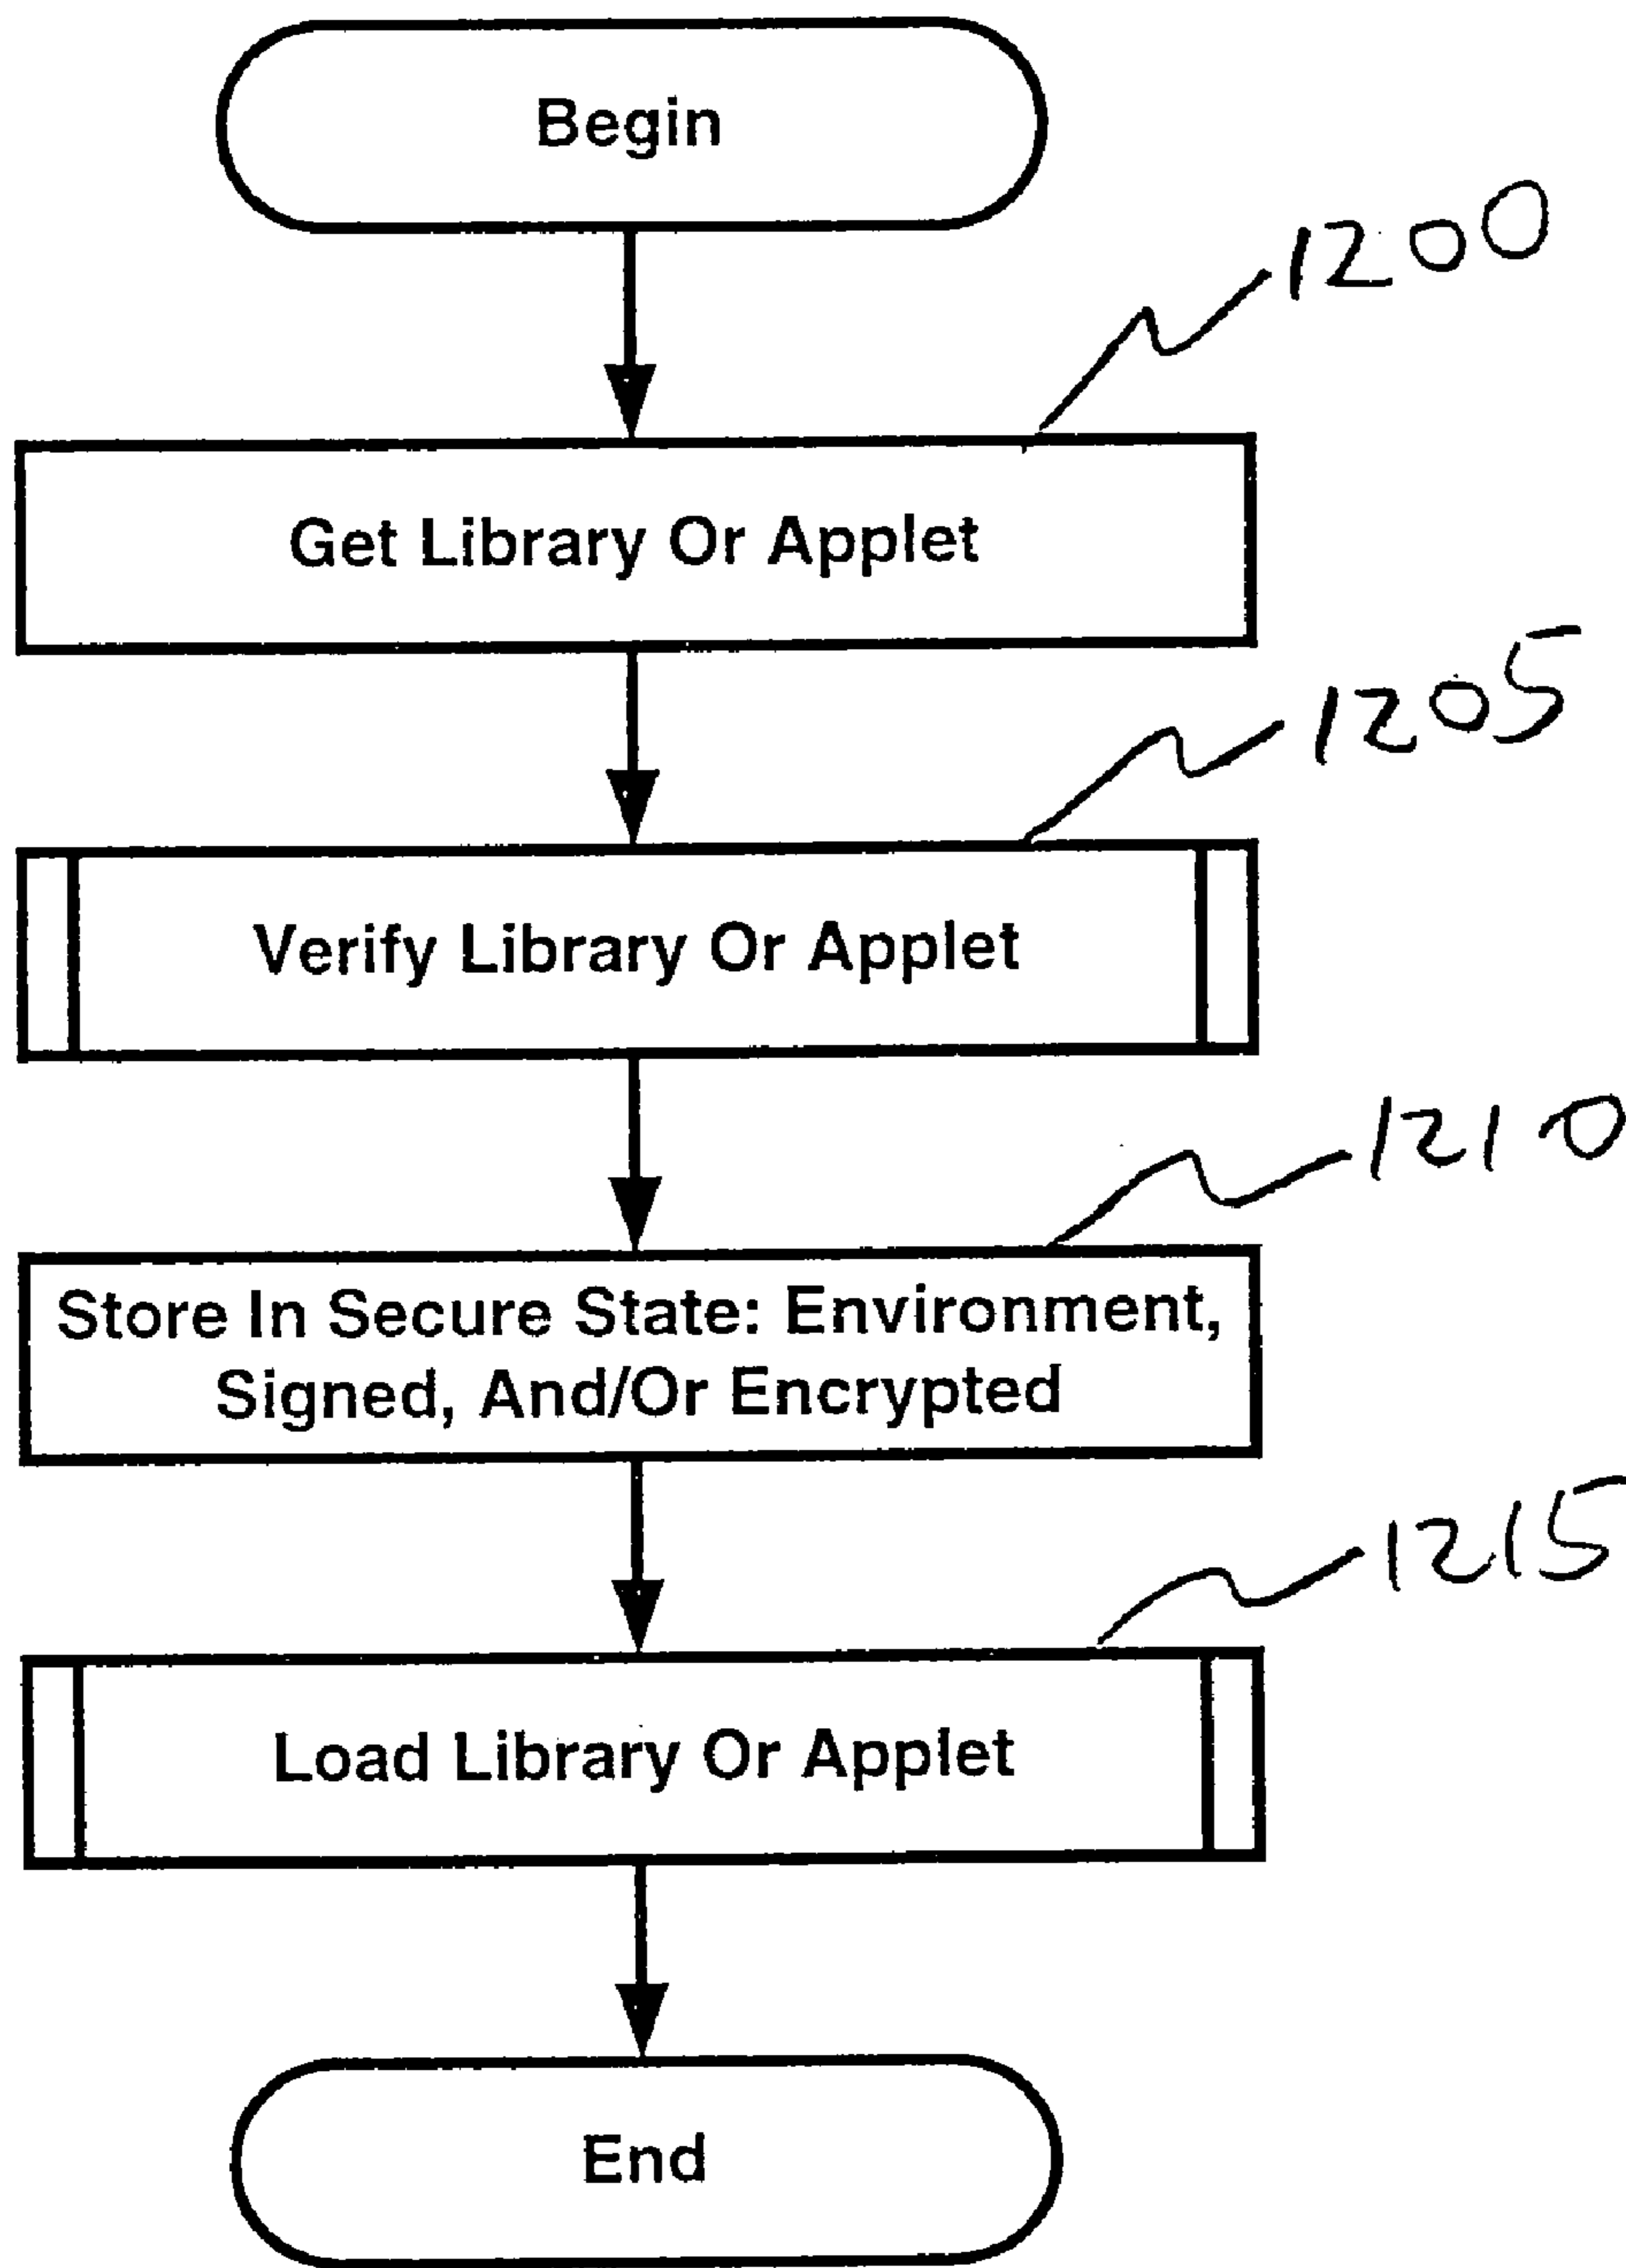 Begin
1200
Get Library Or Applet
1205
Verify Library Or Applet
1210
Store In Secure State: Environment,
Signed, And/Or Encrypted
1215
Load Library Or Applet
End